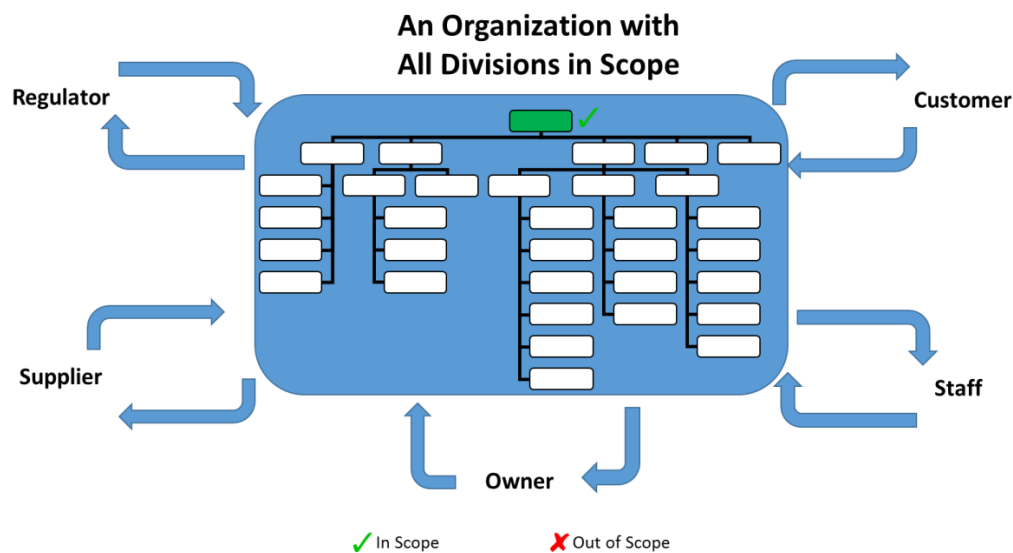 An Organization with
All Divisions in Scope
Regulator
Customer
Supplier
Staff
Owner
In Scope
Out of Scope